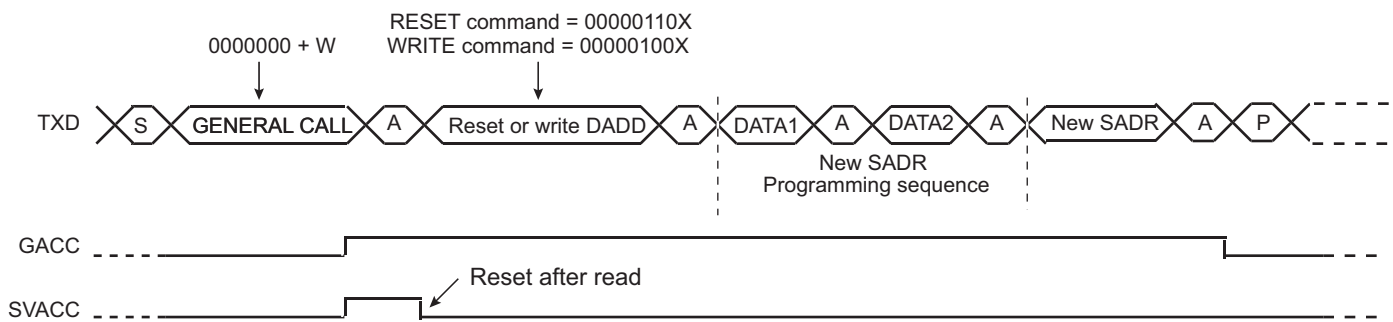 RESET command = 00000110X
0000000 + W WRITE command = 00000100X
TXD S GENERAL CALL A Reset or write DADD A DATA1 A DATA2 A New SADR A P
New SADR
Programming sequence
GACC
Reset after read
SVACC